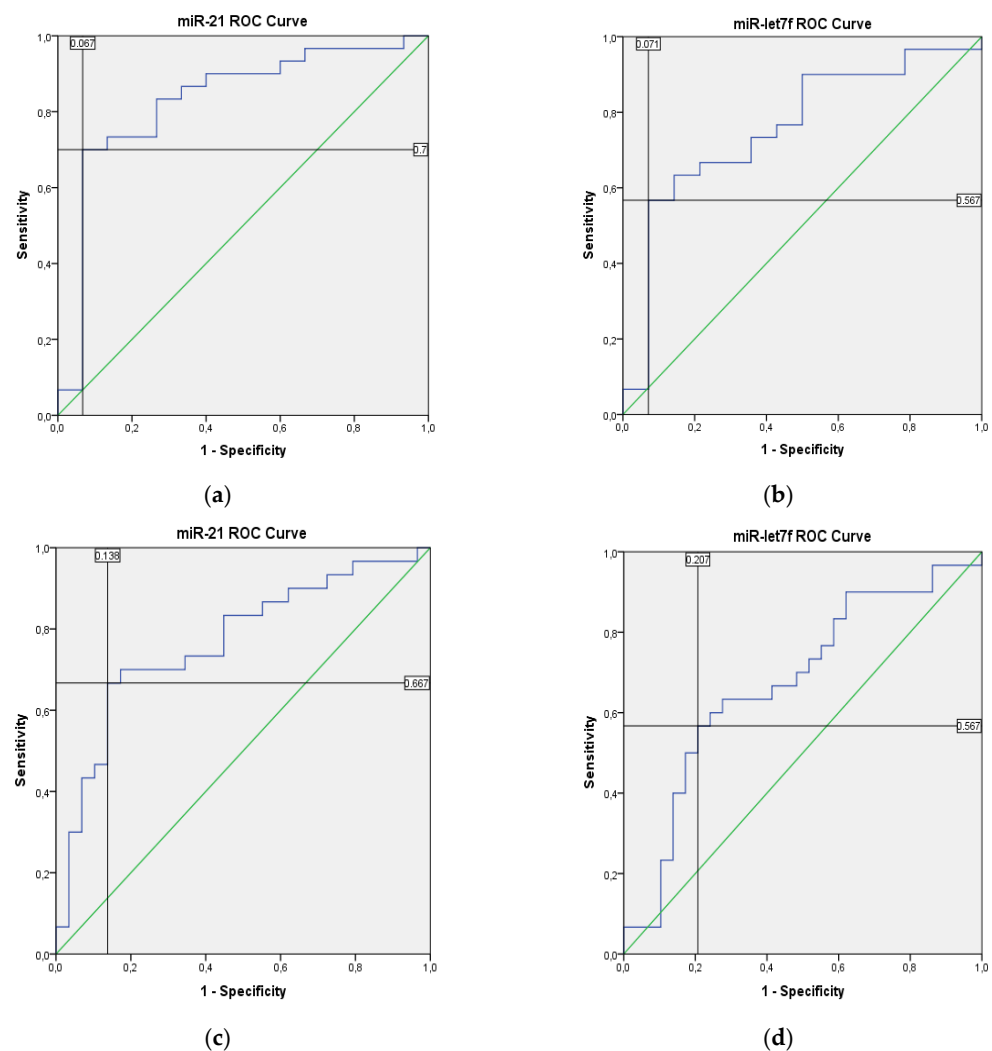 miR-21 ROC Curve
0.067
1,0
0,8
0.7
0,6
0,4
0,2
0,0
0,0 0,2 0,4 0,6 0,8 1,0
Sensitivity
1 - Specificity
(a)
miR-let7f ROC Curve
0.071
1,0
0,8
0,6
0.567
0,4
0,2
0,0
0,0 0,2 0,4 0,6 0,8 1,0
Sensitivity
1 - Specificity
(b)
miR-21 ROC Curve
0.138
1,0
0,8
0.667
0,6
0,4
0,2
0,0
0,0 0,2 0,4 0,6 0,8 1,0
Sensitivity
1 - Specificity
(c)
miR-let7f ROC Curve
0.207
1,0
0,8
0,6
0.567
0,4
0,2
0,0
0,0 0,2 0,4 0,6 0,8 1,0
Sensitivity
1 - Specificity
(d)